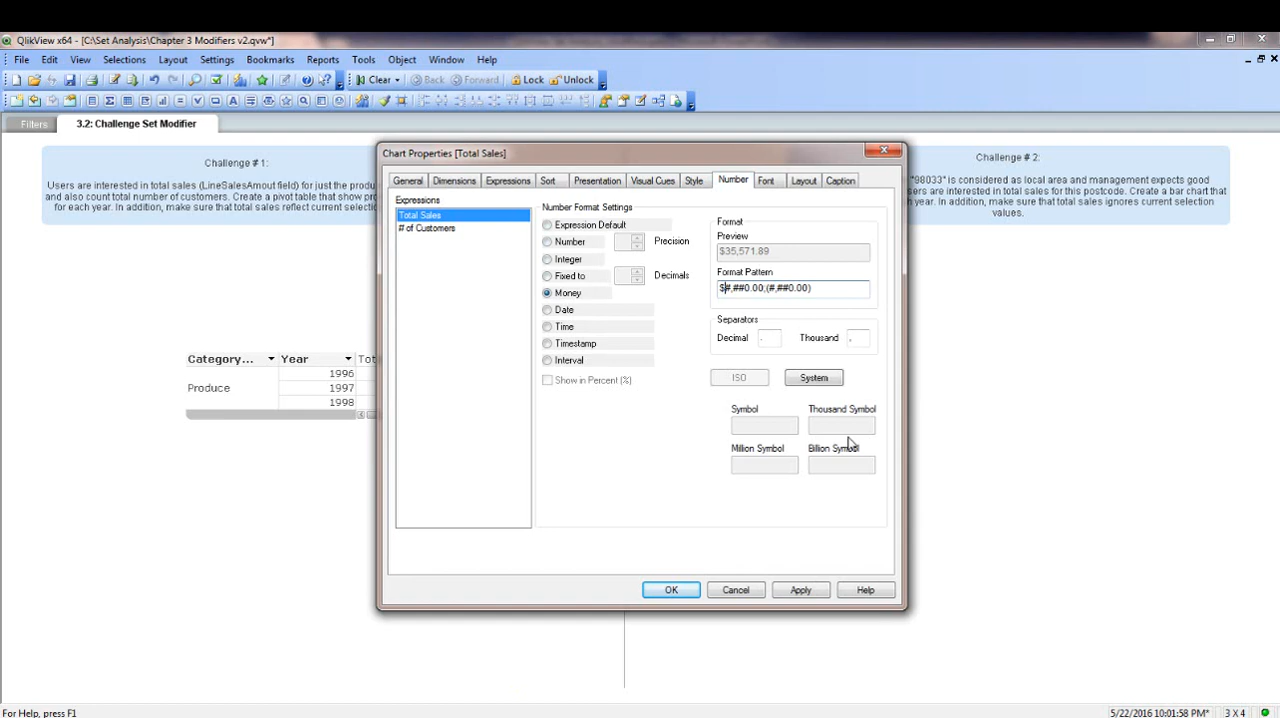 QlikView x64 - [C:\Set Analysis\Chapter 3 Modifiers v2.qvw*]
File Edit View Selections Layout Settings Bookmarks Reports Tools Object Window Help
Clear Back Forward Lock Unlock
Filters 3.2: Challenge Set Modifier
Challenge # 1:
Users are interested in total sales (LineSalesAmout field) for just the produ
and also count total number of customers. Create a pivot table that show pro
for each year. In addition, make sure that total sales reflect current selection
Challenge # 2:
"98033" is considered as local area and management expects good
sers are interested in total sales for this postcode. Create a bar chart that
h year. In addition, make sure that total sales ignores current selection
values.
Category... Year Tot
Produce
1996
1997
1998
Chart Properties [Total Sales]
General Dimensions Expressions Sort Presentation Visual Cues Style Number Font Layout Caption
Expressions
Total Sales
# of Customers
Number Format Settings
Expression Default
Number Precision
Integer
Fixed to Decimals
Money
Date
Time
Timestamp
Interval
Show in Percent (%)
Format
Preview
$35,571.89
Format Pattern
$#,##0.00;(#,##0.00)
Separators
Decimal . Thousand ,
ISO System
Symbol Thousand Symbol
Million Symbol Billion Symbol
OK Cancel Apply Help
For Help, press F1
5/22/2016 10:01:58 PM* 3 X 4